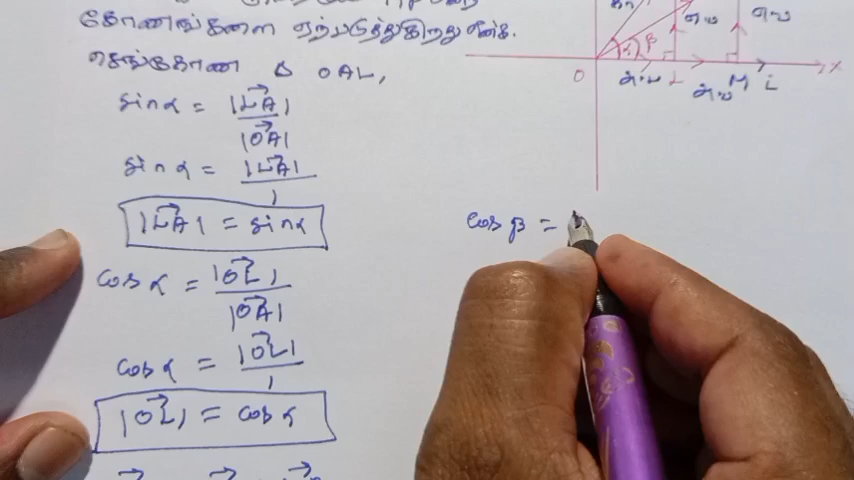 கோணங்களை ஏற்படுத்துகிறது என்க.
செங்கோண Δ OAL,
sin α = |LA| / |OA|
sin α = |LA| / 1
|LA| = sin α
cos α = |OL| / |OA|
cos α = |OL| / 1
|OL| = cos α
O
α β
L M i x
cos β =